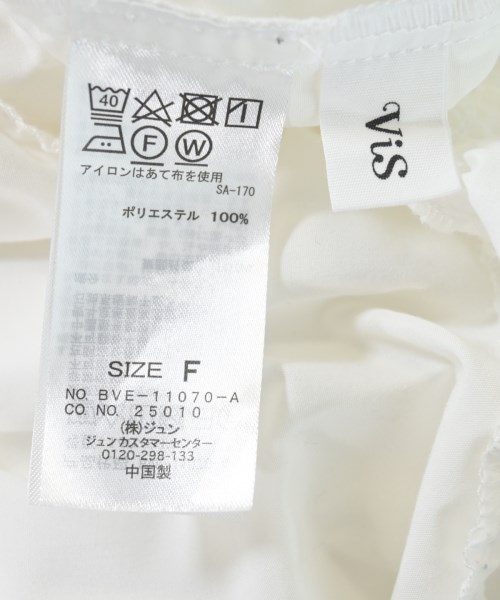 40
F W
アイロンはあて布を使用
SA-170
ポリエステル 100%
SIZE F
NO. BVE-11070-A
CO. NO. 25010
(株)ジュン
ジュンカスタマーセンター
0120-298-133
中国製
ViS